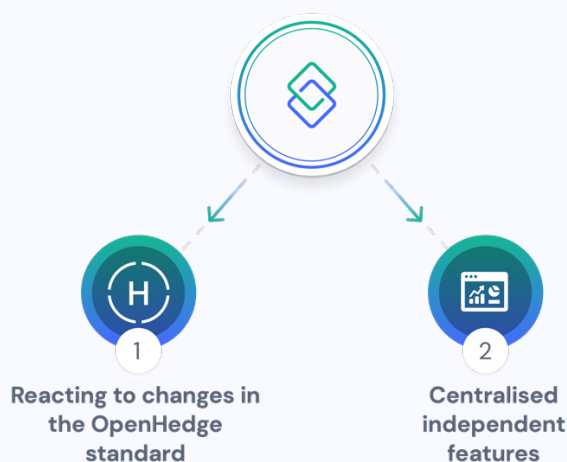 H
1
2
Reacting to changes in
the OpenHedge
standard
Centralised
independent
features